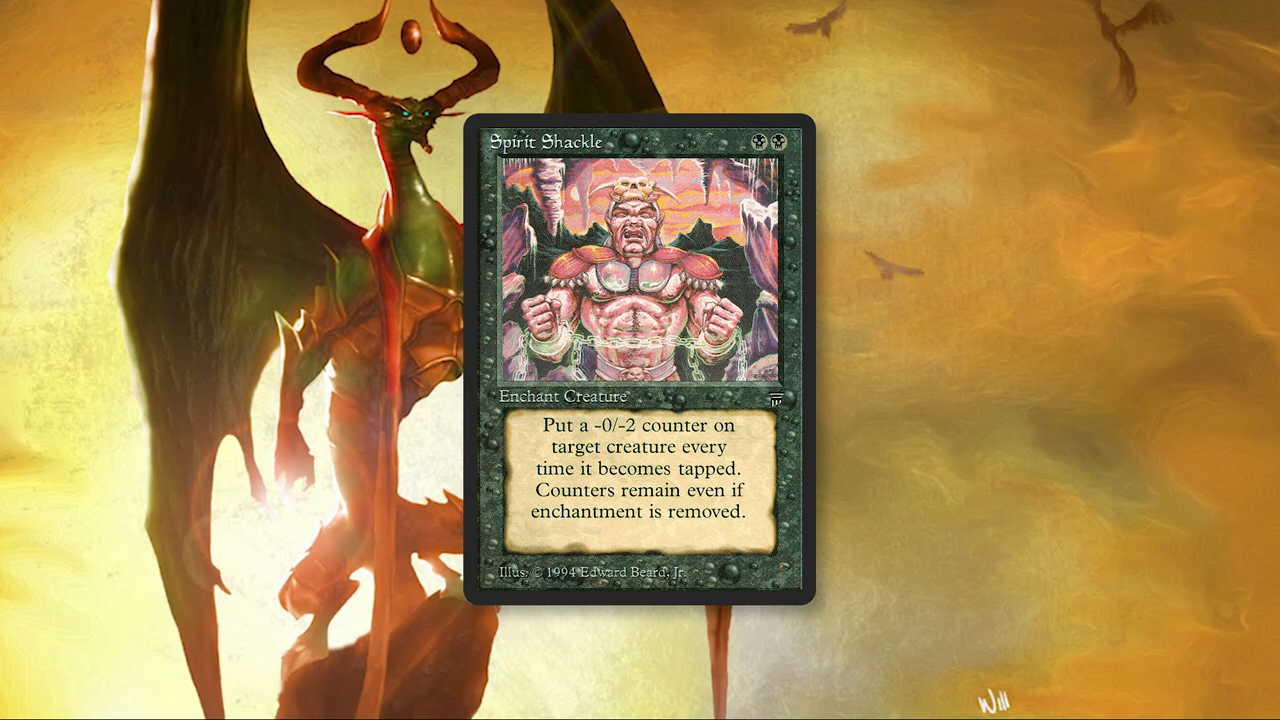 Spirit Shackle
Enchant Creature
Put a -0/-2 counter on
target creature every
time it becomes tapped.
Counters remain even if
enchantment is removed.
Illus. © 1994 Edward Beard, Jr.
Will